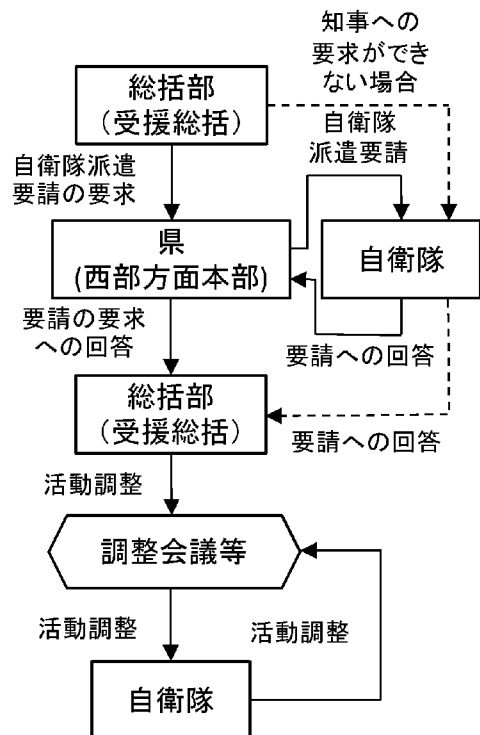 知事への
要求ができ
ない場合
総括部
（受援総括）
自衛隊
派遣要請
自衛隊派遣
要請の要求
県
(西部方面本部)
自衛隊
要請の要求
への回答
要請への回答
総括部
（受援総括）
要請への回答
活動調整
調整会議等
活動調整
活動調整
自衛隊